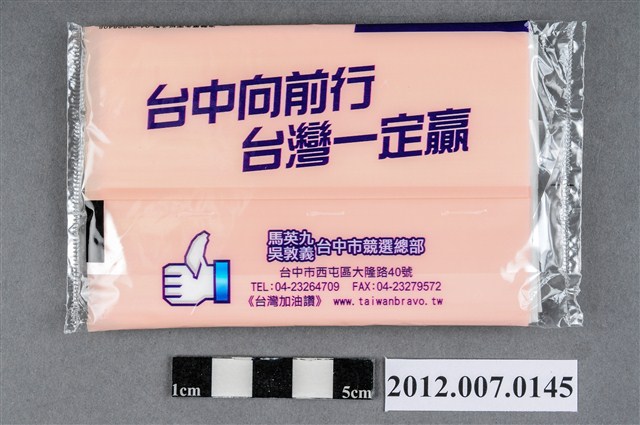 台中向前行
台灣一定贏
馬英九
吳敦義 台中市競選總部
台中市西屯區大隆路40號
TEL:04-23264709 FAX:04-23279572
《台灣加油讚》 www.taiwanbravo.tw
1cm 5cm
2012.007.0145